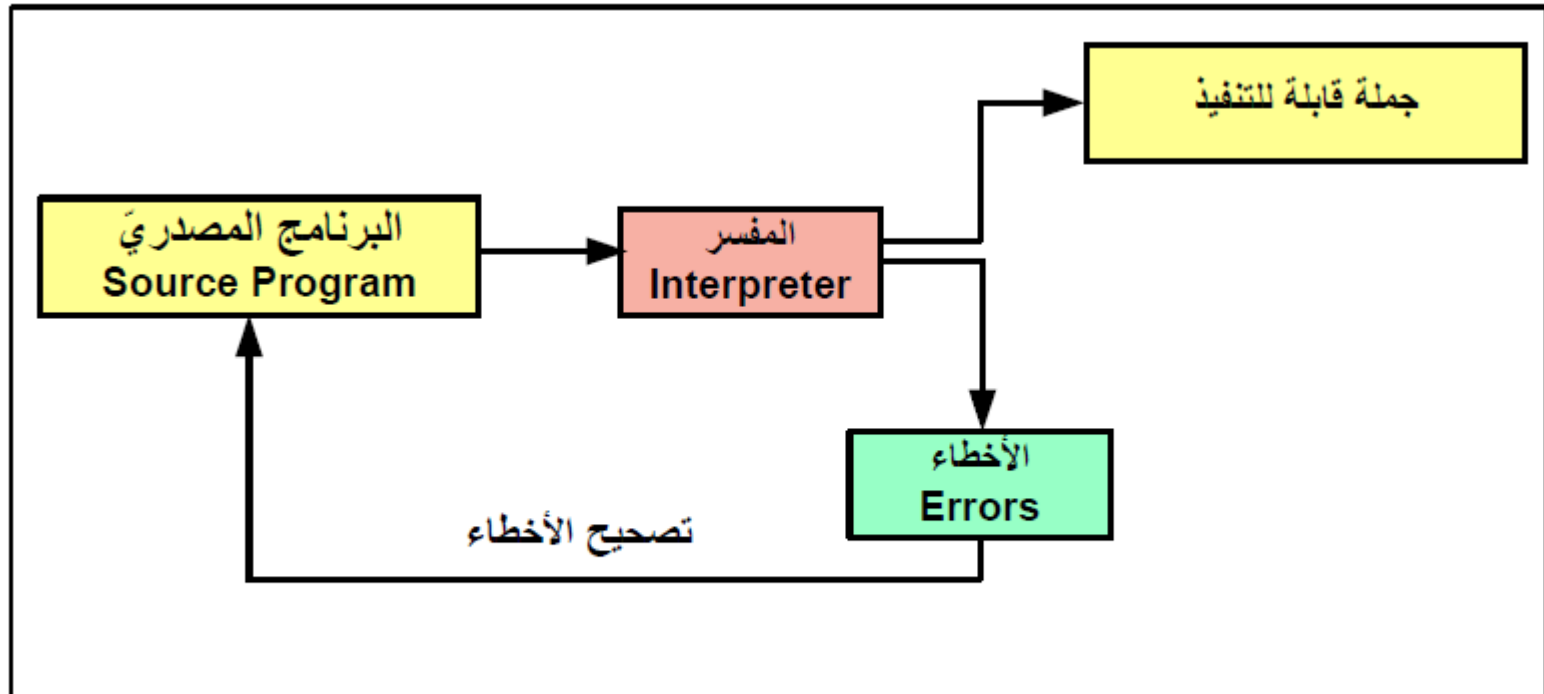 جملة قابلة للتنفيذ
البرنامج المصدريَ
Source Program
المفسر
Interpreter
الأخطاء
Errors
تصحيح الأخطاء